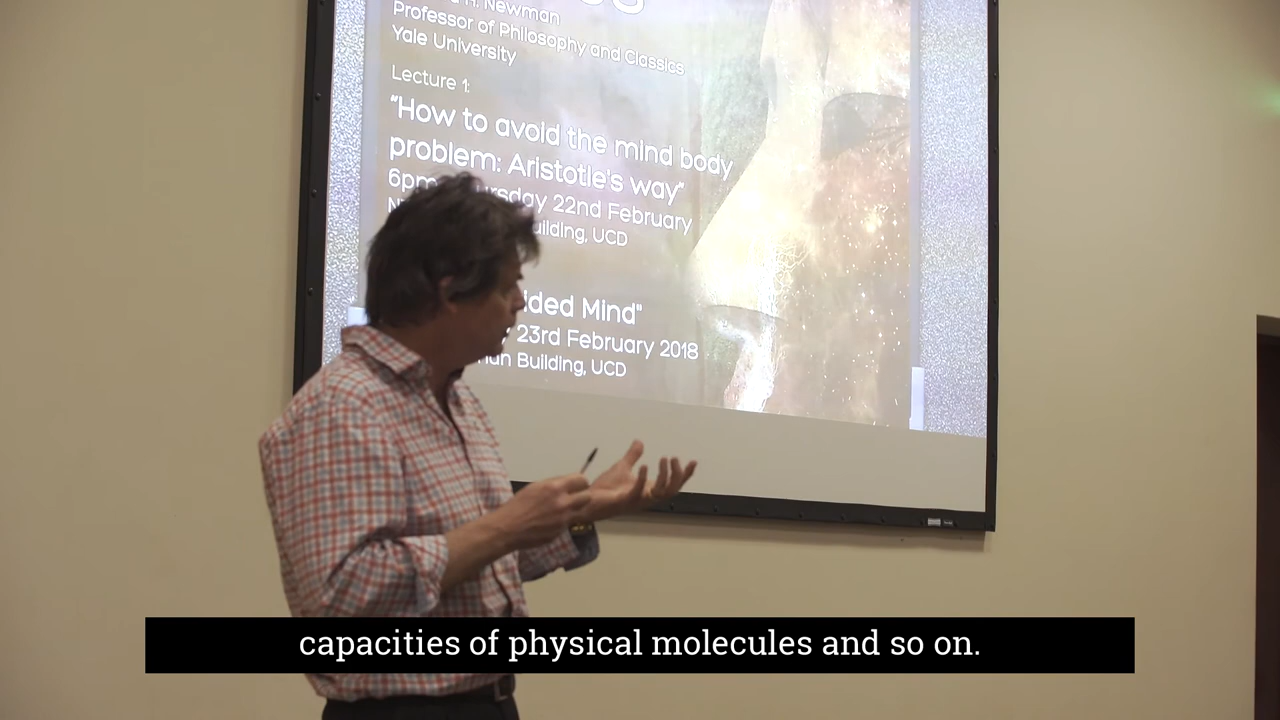 Newman
Professor of Philosophy and Classics
Yale University
Lecture 1:
"How to avoid the mind body
problem: Aristotle's way"
6pm 22nd February
UCD
Mind"
23rd February 2018
Building, UCD
capacities of physical molecules and so on.